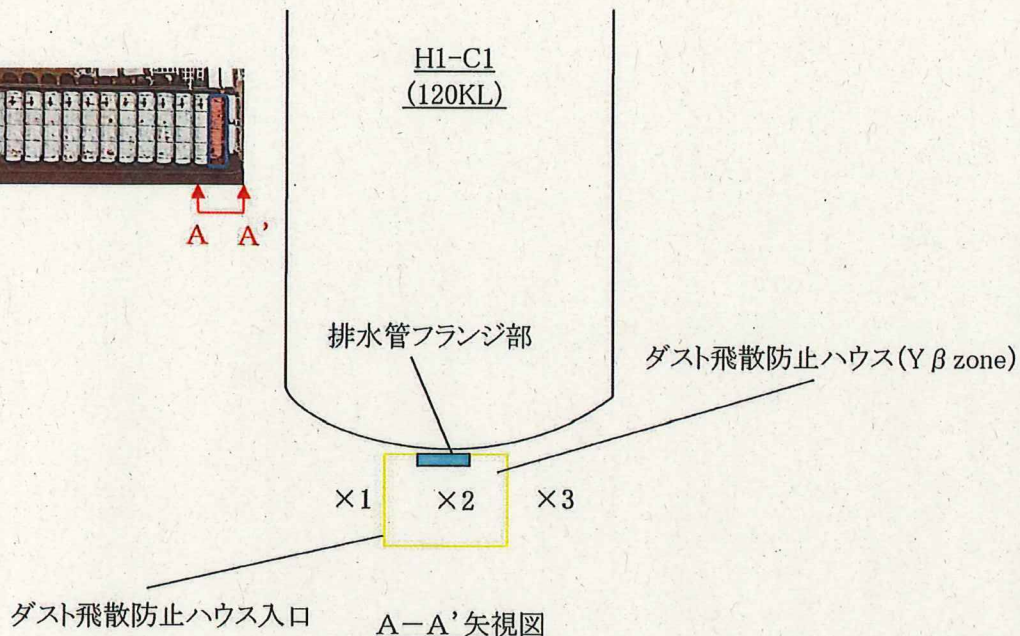 H1-C1
(120KL)
A A’
排水管フランジ部
ダスト飛散防止ハウス(Yβzone)
×1 ×2 ×3
ダスト飛散防止ハウス入口
A-A’矢視図